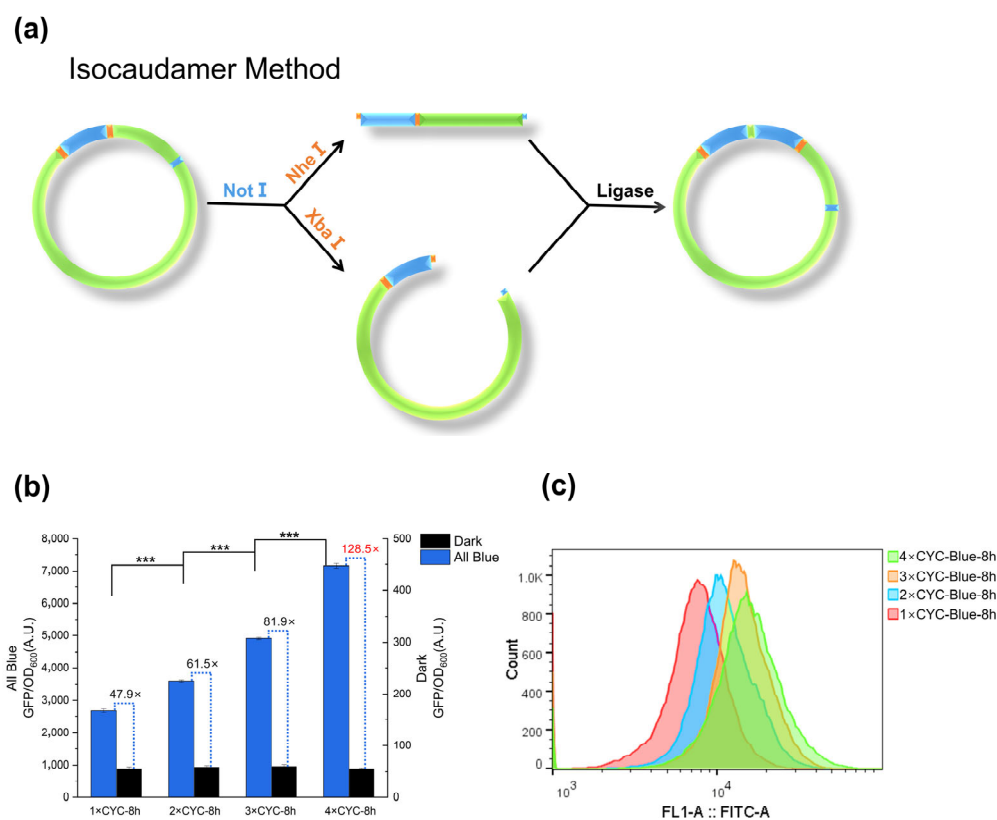 (a)
Isocaudamer Method
Not I
Nhe I
Xba I
Ligase
(b)
All Blue
GFP/OD600(A.U.)
8,000
7,000
6,000
5,000
4,000
3,000
2,000
1,000
0
47.9×
61.5×
81.9×
128.5×
***
***
***
500
400
300
200
100
0
Dark
GFP/OD600(A.U.)
Dark
All Blue
1×CYC-8h
2×CYC-8h
3×CYC-8h
4×CYC-8h
(c)
Count
1.0K
800
600
400
200
0
10^3
10^4
FL1-A :: FITC-A
4×CYC-Blue-8h
3×CYC-Blue-8h
2×CYC-Blue-8h
1×CYC-Blue-8h